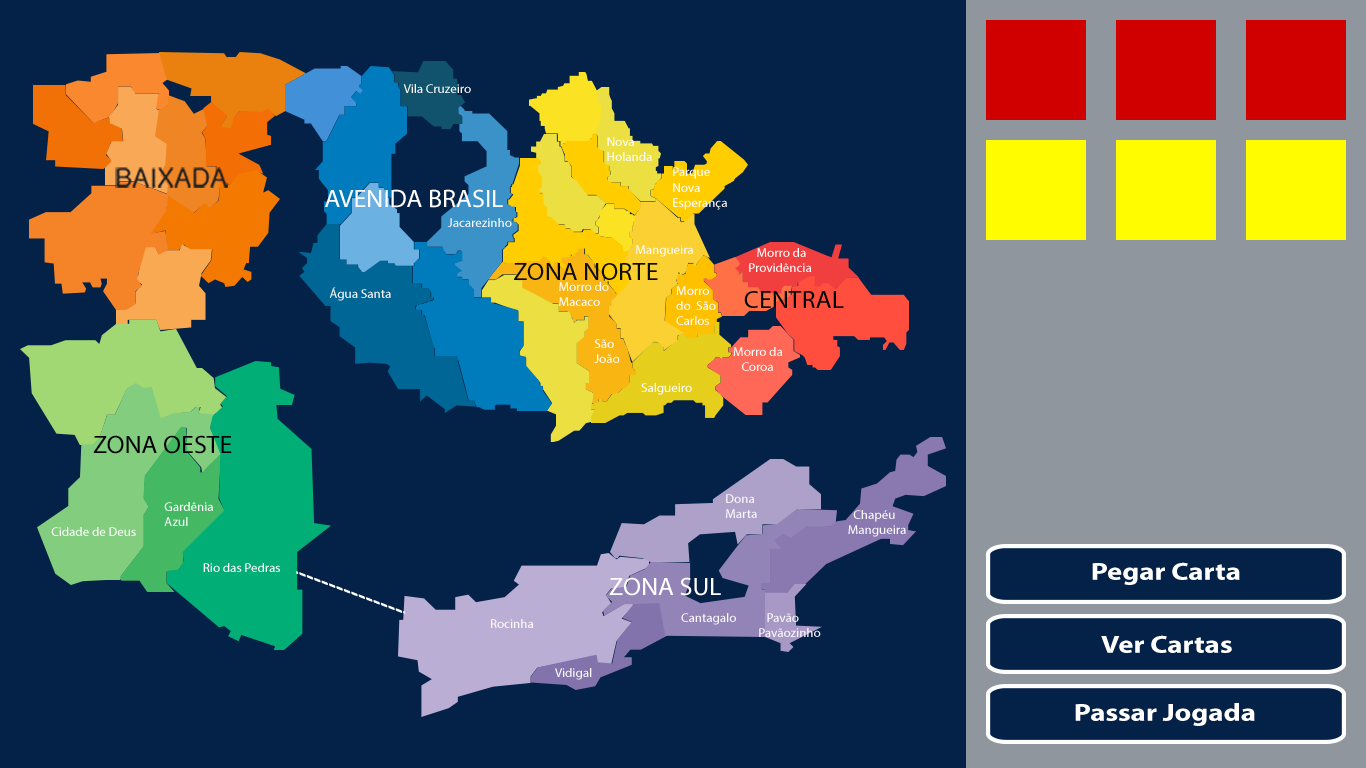 Vila Cruzeiro
Nova
Holanda
Parque
Nova
Esperança
BAIXADA
AVENIDA BRASIL
Jacarezinho
Mangueira
Morro da
Providência
ZONA NORTE
Água Santa
Morro do
Macaco
Morro
do São
Carlos
CENTRAL
São
João
Morro da
Coroa
Salgueiro
ZONA OESTE
Gardênia
Azul
Cidade de Deus
Rio das Pedras
Dona
Marta
Chapéu
Mangueira
ZONA SUL
Rocinha
Cantagalo
Pavão
Pavãozinho
Vidigal
Pegar Carta
Ver Cartas
Passar Jogada